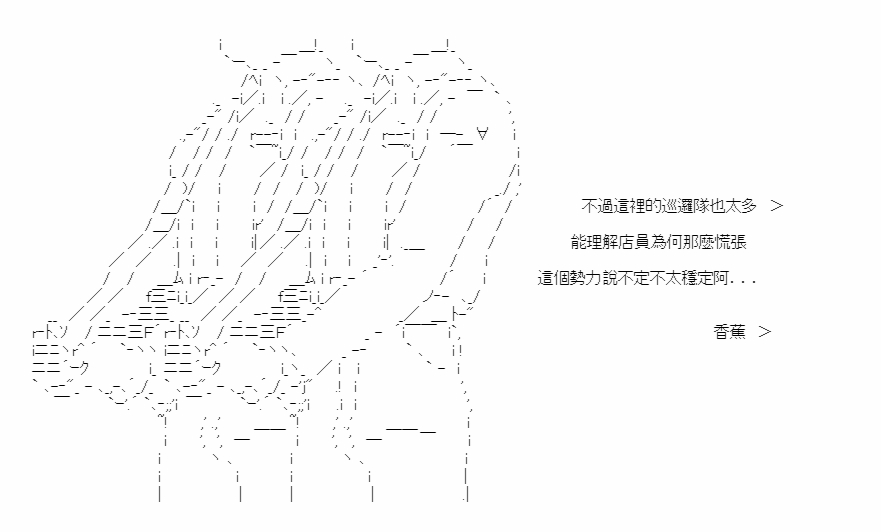 不過這裡的巡邏隊也太多　＞
能理解店員為何那麼慌張
這個勢力說不定不太穩定阿．．．
香蕉　＞